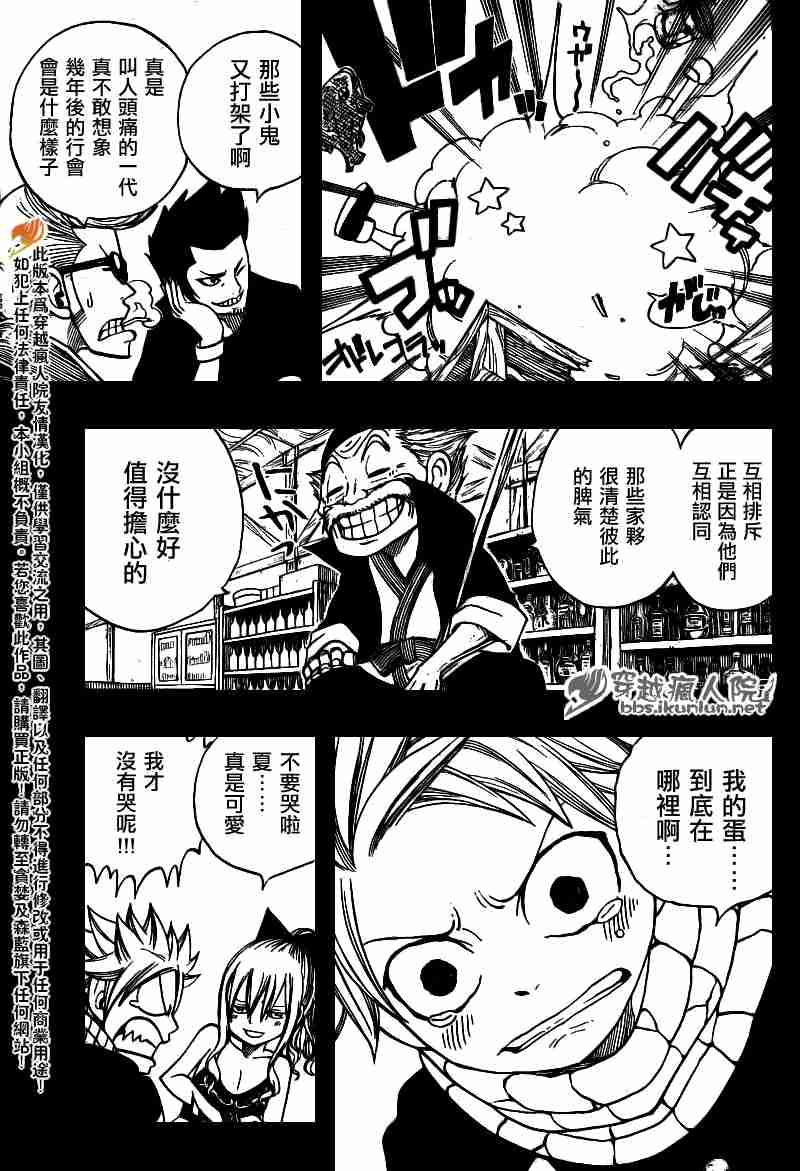 那些小鬼
又打架了啊
真是
叫人頭痛的一代
真不敢想象
幾年後的行會
會是什麼樣子
互相排斥
正是因為他們
互相認同
那些家夥
很清楚彼此
的脾氣
沒什麼好
值得擔心的
我的蛋……
到底在
哪裡啊…
不要哭啦
夏……
真是可愛
我才
沒有哭呢!!!
此版本爲穿越瘋人院友情漢化，僅供學習交流之用，其圖、翻譯以及任何部分不得進行修改或用于任何商業用途！
如犯上任何法律責任，本小組概不負責。若您喜歡此作品，請購買正版！請勿轉至貪婪及森藍旗下任何網站！
穿越瘋人院!
bbs.ikunlun.net